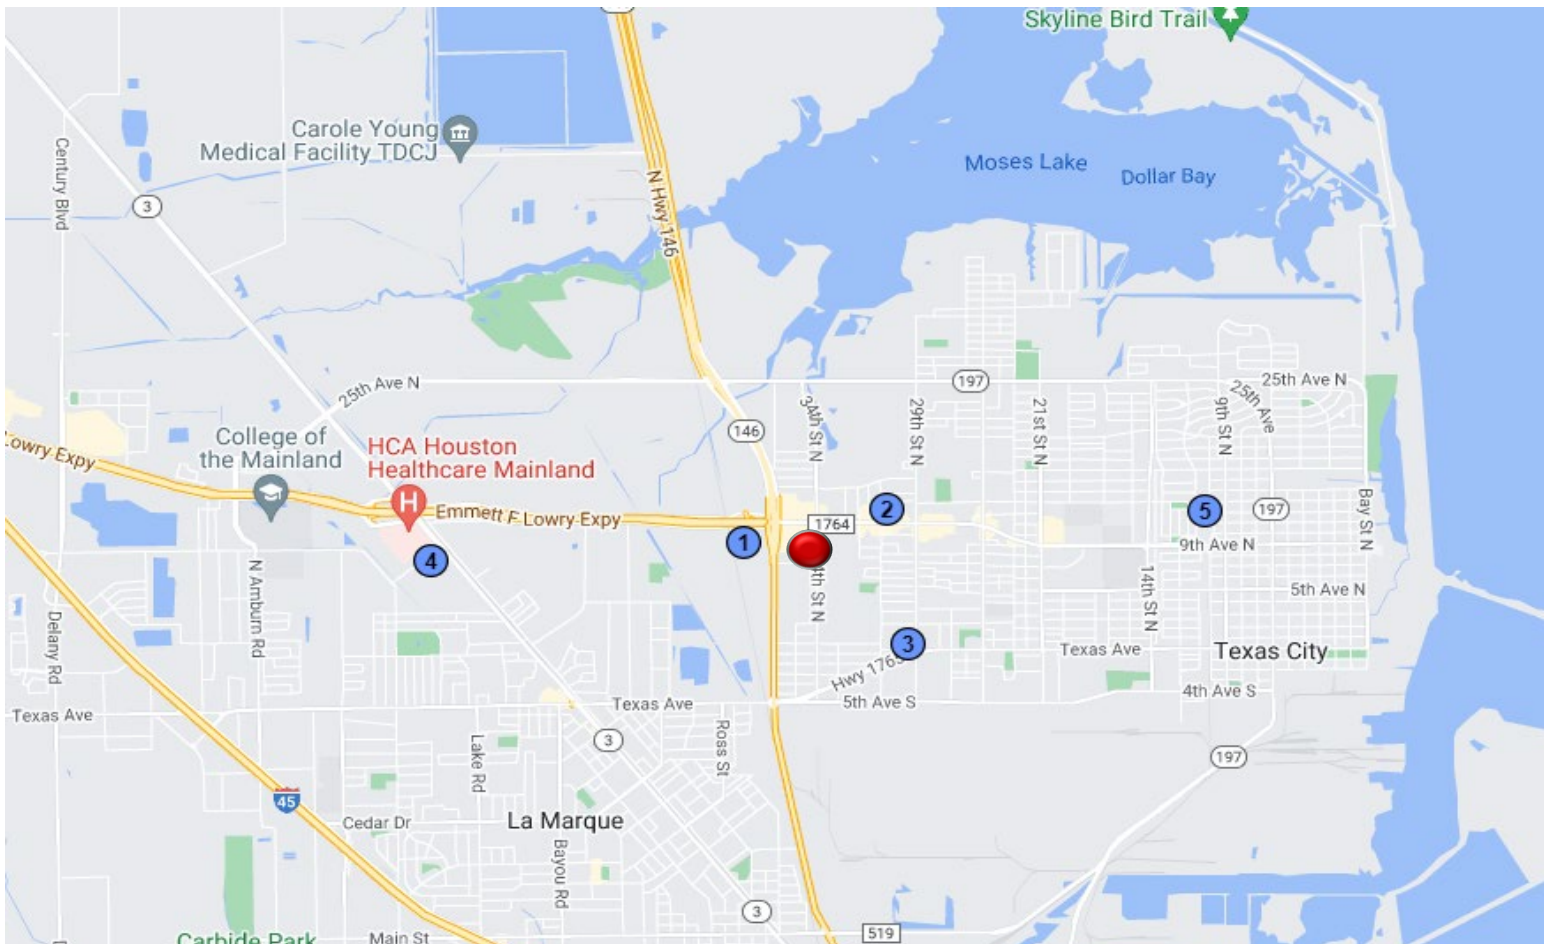 Skyline Bird Trail
Carole Young
Medical Facility TDCJ
Century Blvd
3
N Hwy 146
Moses Lake
Dollar Bay
25th Ave N
197
25th Ave N
25th Ave
146
34th St N
29th St N
21st St N
9th St N
Lowry Expy
College of
the Mainland
HCA Houston
Healthcare Mainland
H
Emmett F Lowry Expy
1764
1
2
5
197
Bay St N
9th Ave N
4
4th St N
14th St N
5th Ave N
N Amburn Rd
Delany Rd
3
Hwy 1765
Texas Ave
Texas City
4th Ave S
5th Ave S
Texas Ave
Texas Ave
3
Ross St
Lake Rd
197
45
Cedar Dr
La Marque
Bayou Rd
3
519
Carbide Park
Main St